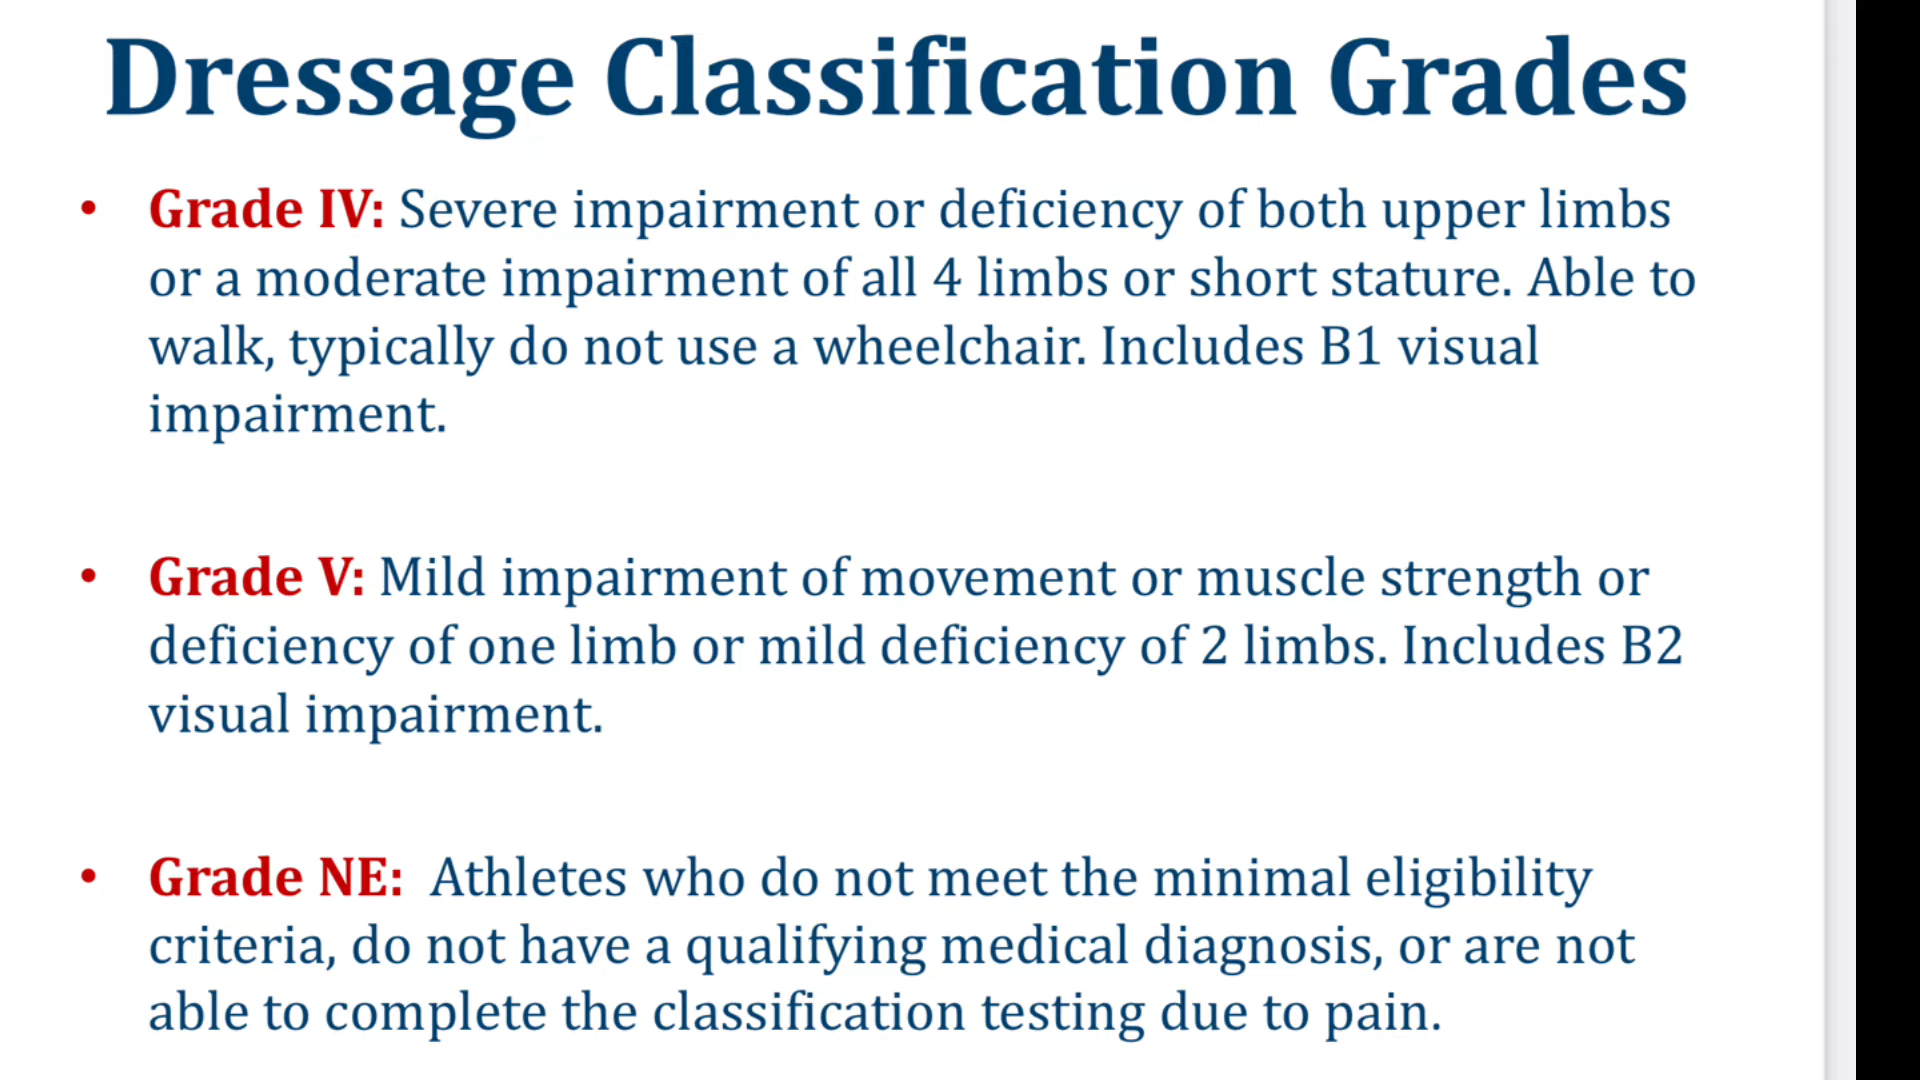 Dressage Classification Grades
• Grade IV: Severe impairment or deficiency of both upper limbs
or a moderate impairment of all 4 limbs or short stature. Able to
walk, typically do not use a wheelchair. Includes B1 visual
impairment.
• Grade V: Mild impairment of movement or muscle strength or
deficiency of one limb or mild deficiency of 2 limbs. Includes B2
visual impairment.
• Grade NE: Athletes who do not meet the minimal eligibility
criteria, do not have a qualifying medical diagnosis, or are not
able to complete the classification testing due to pain.